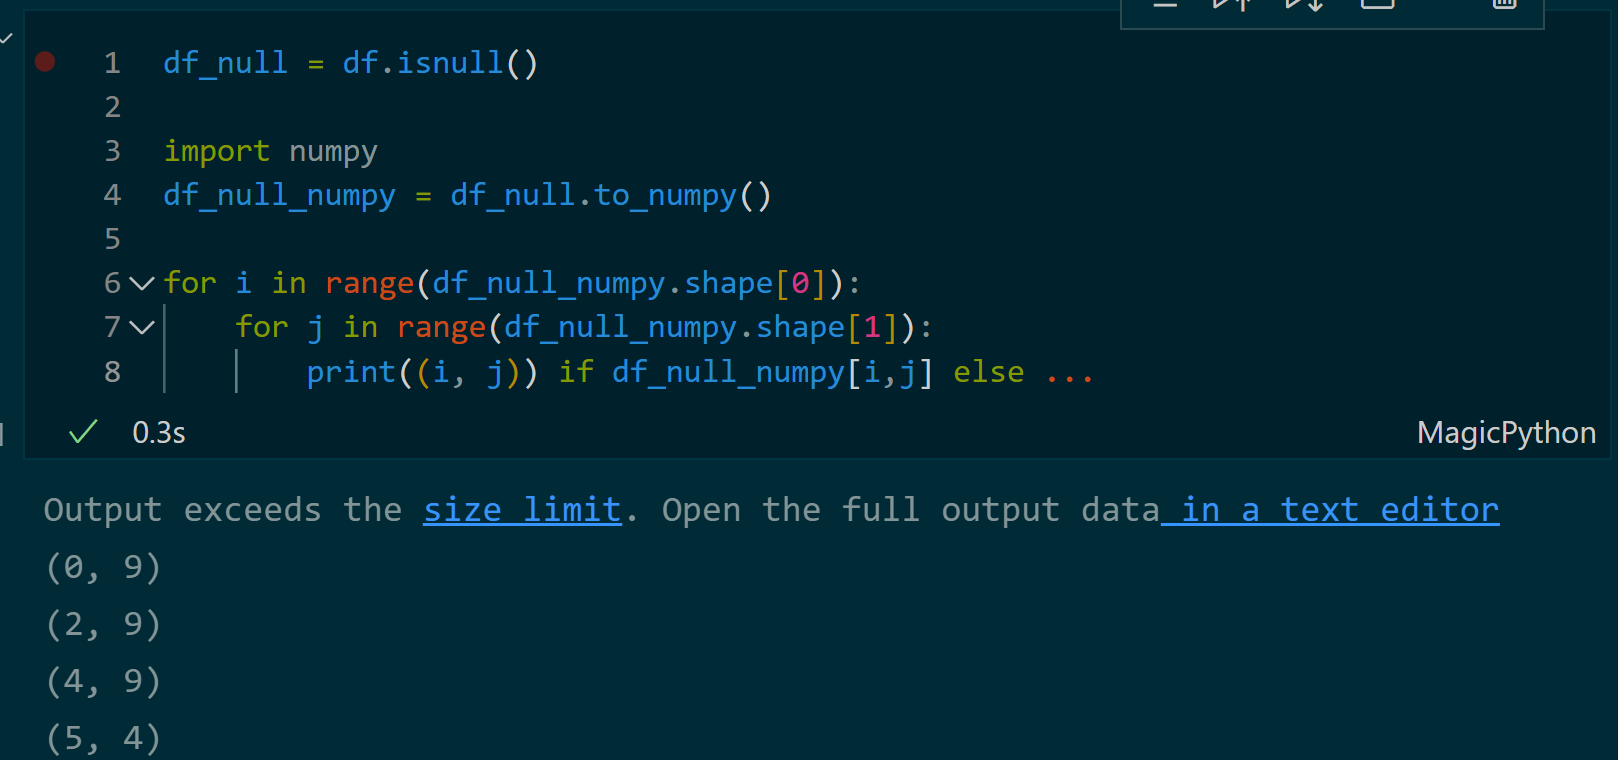 1 df_null = df.isnull()
2
3 import numpy
4 df_null_numpy = df_null.to_numpy()
5
6 for i in range(df_null_numpy.shape[0]):
7     for j in range(df_null_numpy.shape[1]):
8         print((i, j)) if df_null_numpy[i,j] else ...
0.3s MagicPython
Output exceeds the size limit. Open the full output data in a text editor
(0, 9)
(2, 9)
(4, 9)
(5, 4)